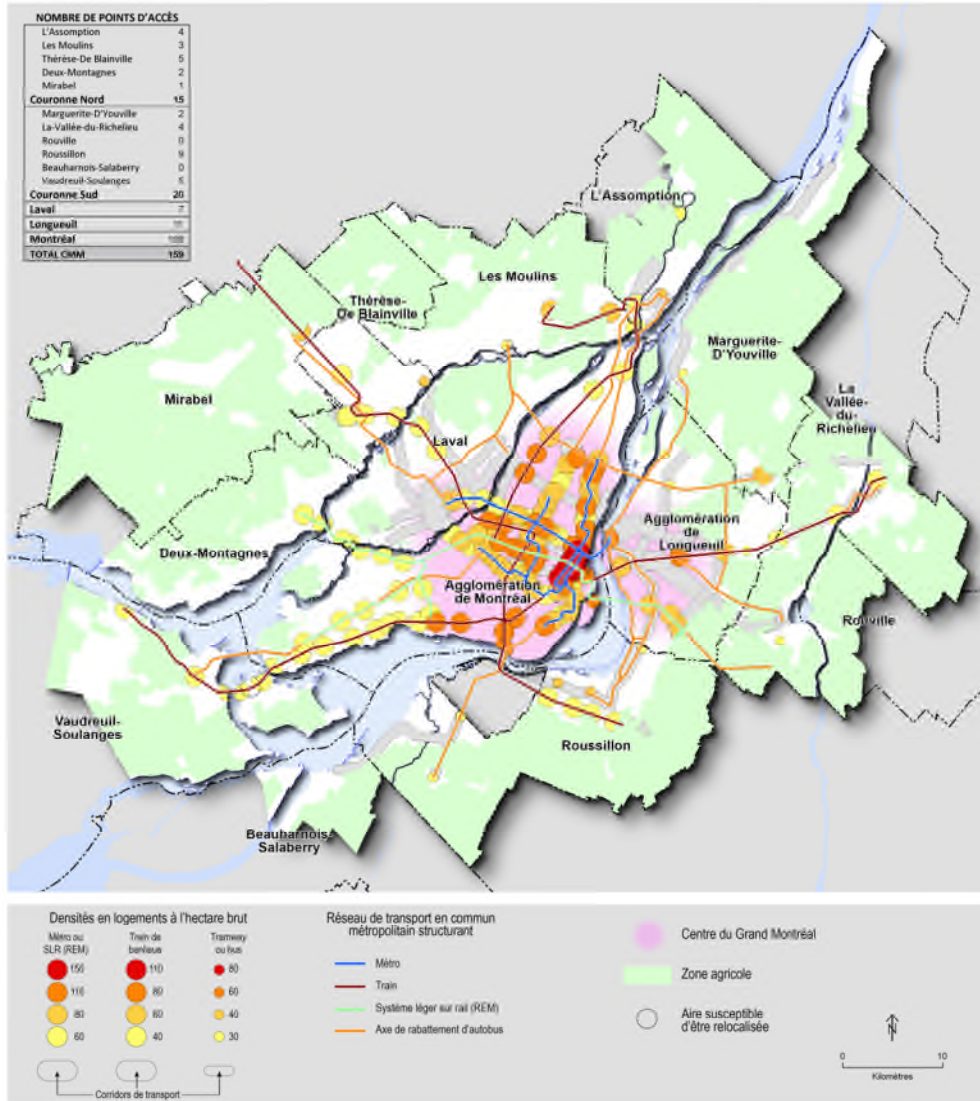 NOMBRE DE POINTS D'ACCÈS
L'Assomption 4
Les Moulins 3
Thérèse-De Blainville 5
Deux-Montagnes 2
Mirabel 1
Couronne Nord 15
Marguerite-D'Youville 2
La-Vallée-du-Richelieu 4
Rouville 0
Roussillon 9
Beauharnois-Salaberry 0
Vaudreuil-Soulanges 5
Couronne Sud 20
Laval 7
Longueuil
Montréal
TOTAL CMM 159
L'Assomption
Les Moulins
Thérèse-
De Blainville
Marguerite-
D'Youville
La
Vallée-
du-
Richelieu
Mirabel
Laval
Agglomération
de
Longueuil
Deux-Montagnes
Agglomération
de Montréal
Rouville
Vaudreuil-
Soulanges
Roussillon
Beauharnois-
Salaberry
Densités en logements à l'hectare brut
Métro ou
SLR (REM)
150
110
80
60
Train de
banlieue
110
80
60
40
Tramway
ou bus
80
60
40
30
Corridors de transport
Réseau de transport en commun
métropolitain structurant
Métro
Train
Système léger sur rail (REM)
Axe de rabattement d'autobus
Centre du Grand Montréal
Zone agricole
Aire susceptible
d'être relocalisée
N
0 10
Kilomètres